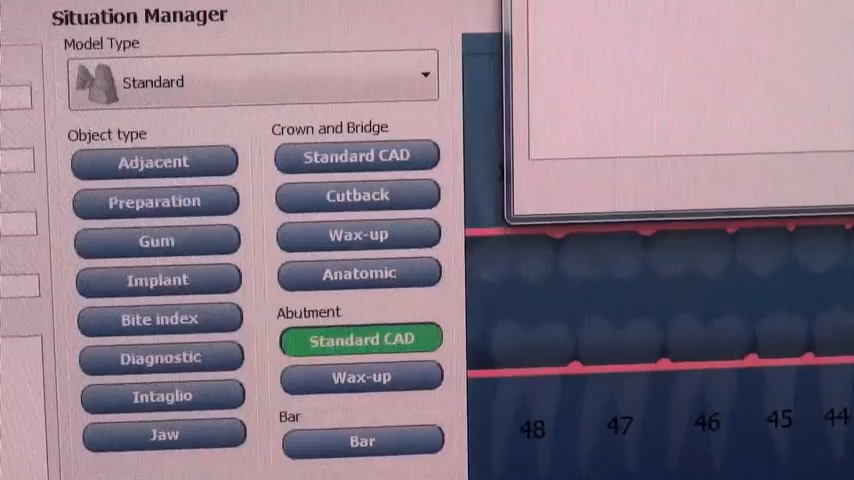 Situation Manager
Model Type
Standard
Object type
Adjacent
Preparation
Gum
Implant
Bite index
Diagnostic
Intaglio
Jaw
Crown and Bridge
Standard CAD
Cutback
Wax-up
Anatomic
Abutment
Standard CAD
Wax-up
Bar
Bar
48 47 46 45 44